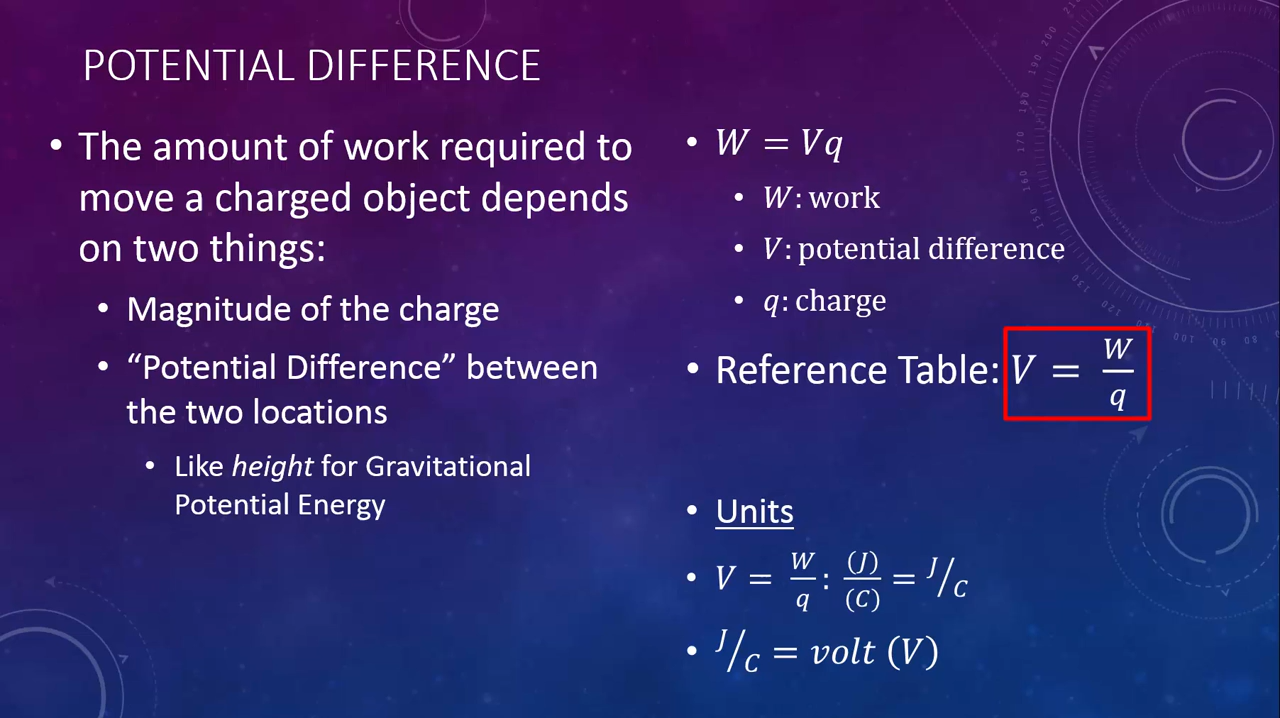 POTENTIAL DIFFERENCE
• The amount of work required to
move a charged object depends
on two things:
• Magnitude of the charge
• “Potential Difference” between
the two locations
• Like height for Gravitational
Potential Energy
• W = Vq
• W: work
• V: potential difference
• q: charge
• Reference Table: V = W/q
• Units
• V = W/q : (J)/(C) = J/C
• J/C = volt (V)